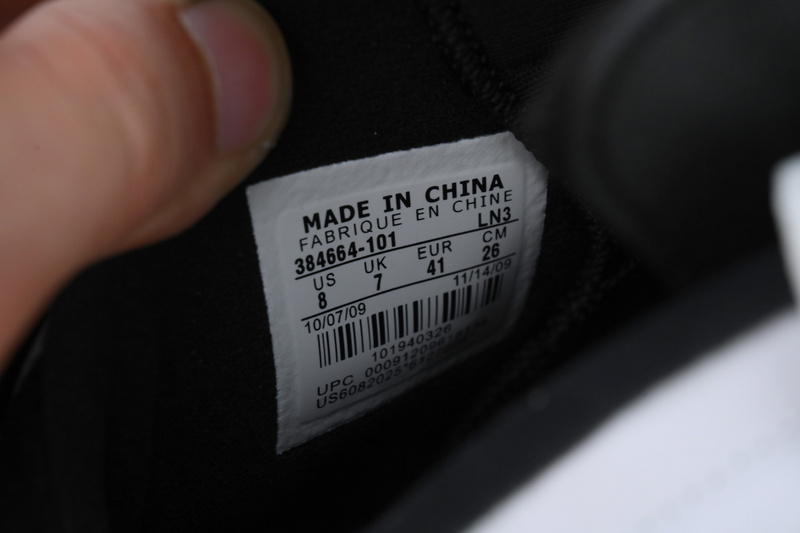 MADE IN CHINA
FABRIQUE EN CHINE
384664-101 LN3
US UK EUR CM
8 7 41 26
10/07/09 11/14/09
101940326
UPC